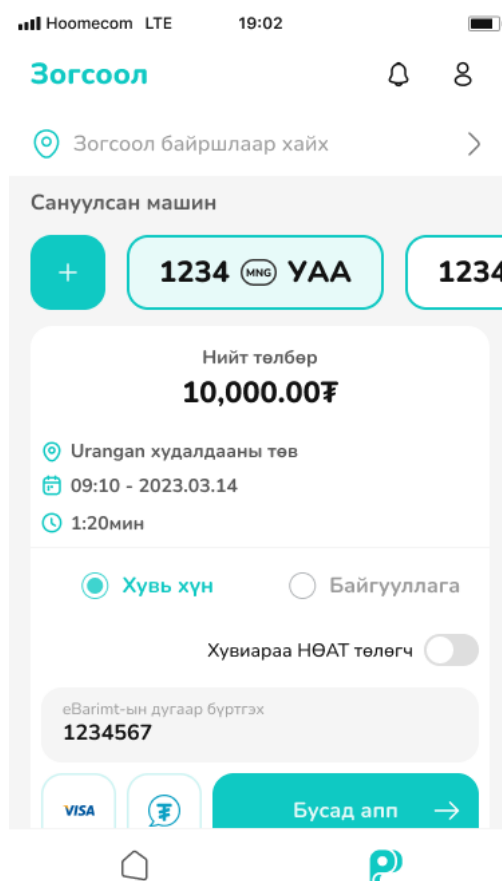 Hoomecom LTE 19:02
Зогсоол
Зогсоол байршлаар хайх
Сануулсан машин
+ 1234 MNG УАА 1234
Нийт төлбөр
10,000.00₮
Urangan худалдааны төв
09:10 - 2023.03.14
1:20мин
Хувь хүн Байгууллага
Хувиараа НӨАТ төлөгч
eBarimt-ын дугаар бүртгэх
1234567
VISA ₮ Бусад апп